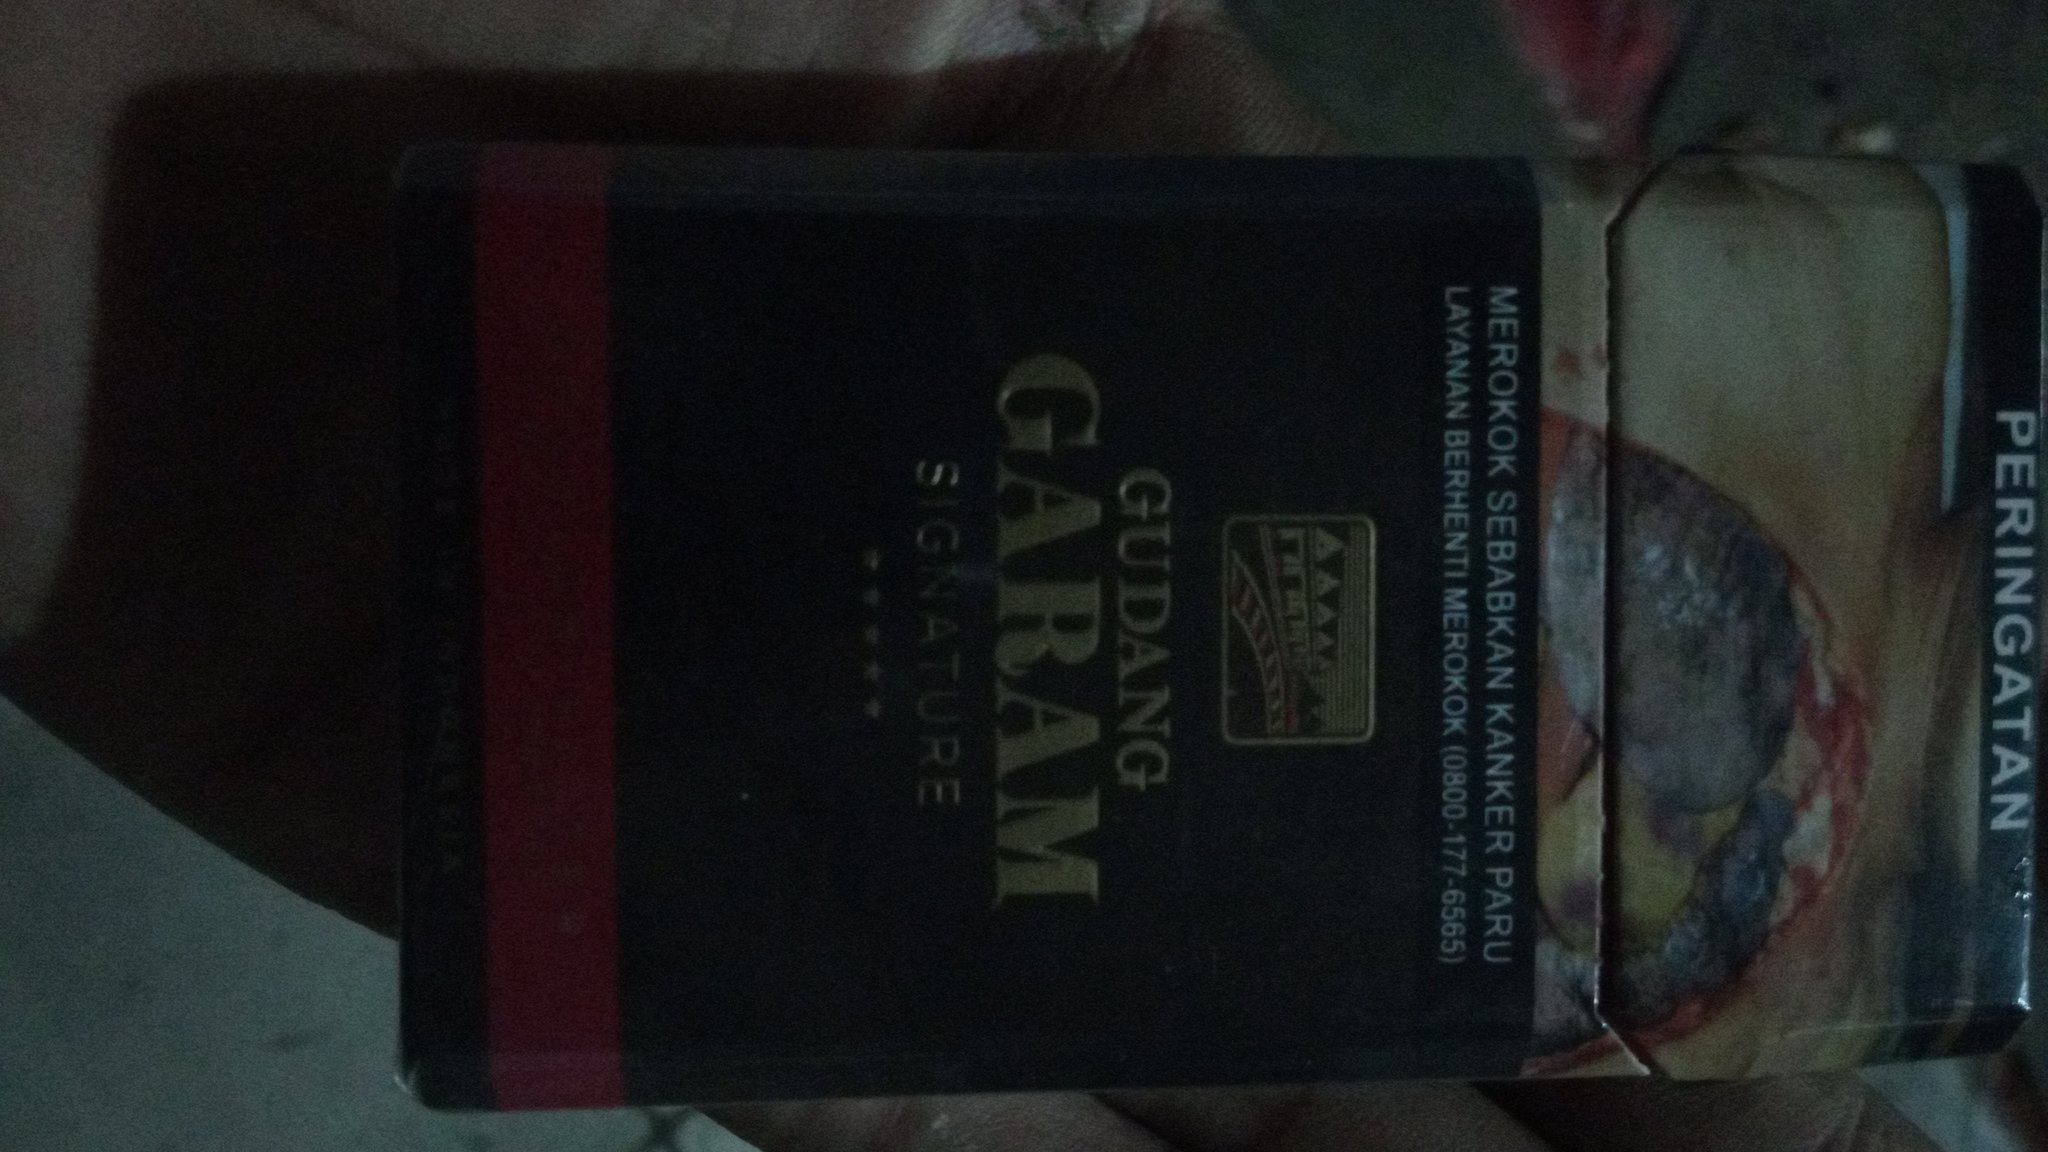 PERINGATAN
MEROKOK SEBABKAN KANKER PARU
LAYANAN BERHENTI MEROKOK (0800-177-6565)
GUDANG
GARAM
SIGNATURE